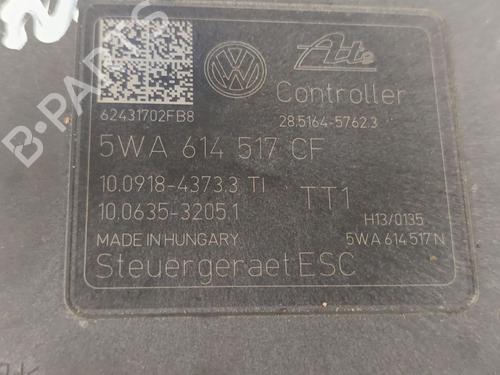 B-PARTS
Ate
Controller
62431702FB8
28.5164-5762.3
5WA 614 517 CF
10.0918-4373.3 TI
TT1
10.0635-3205.1
H13/0135
MADE IN HUNGARY
5WA 614 517 N
Steuergeraet ESC